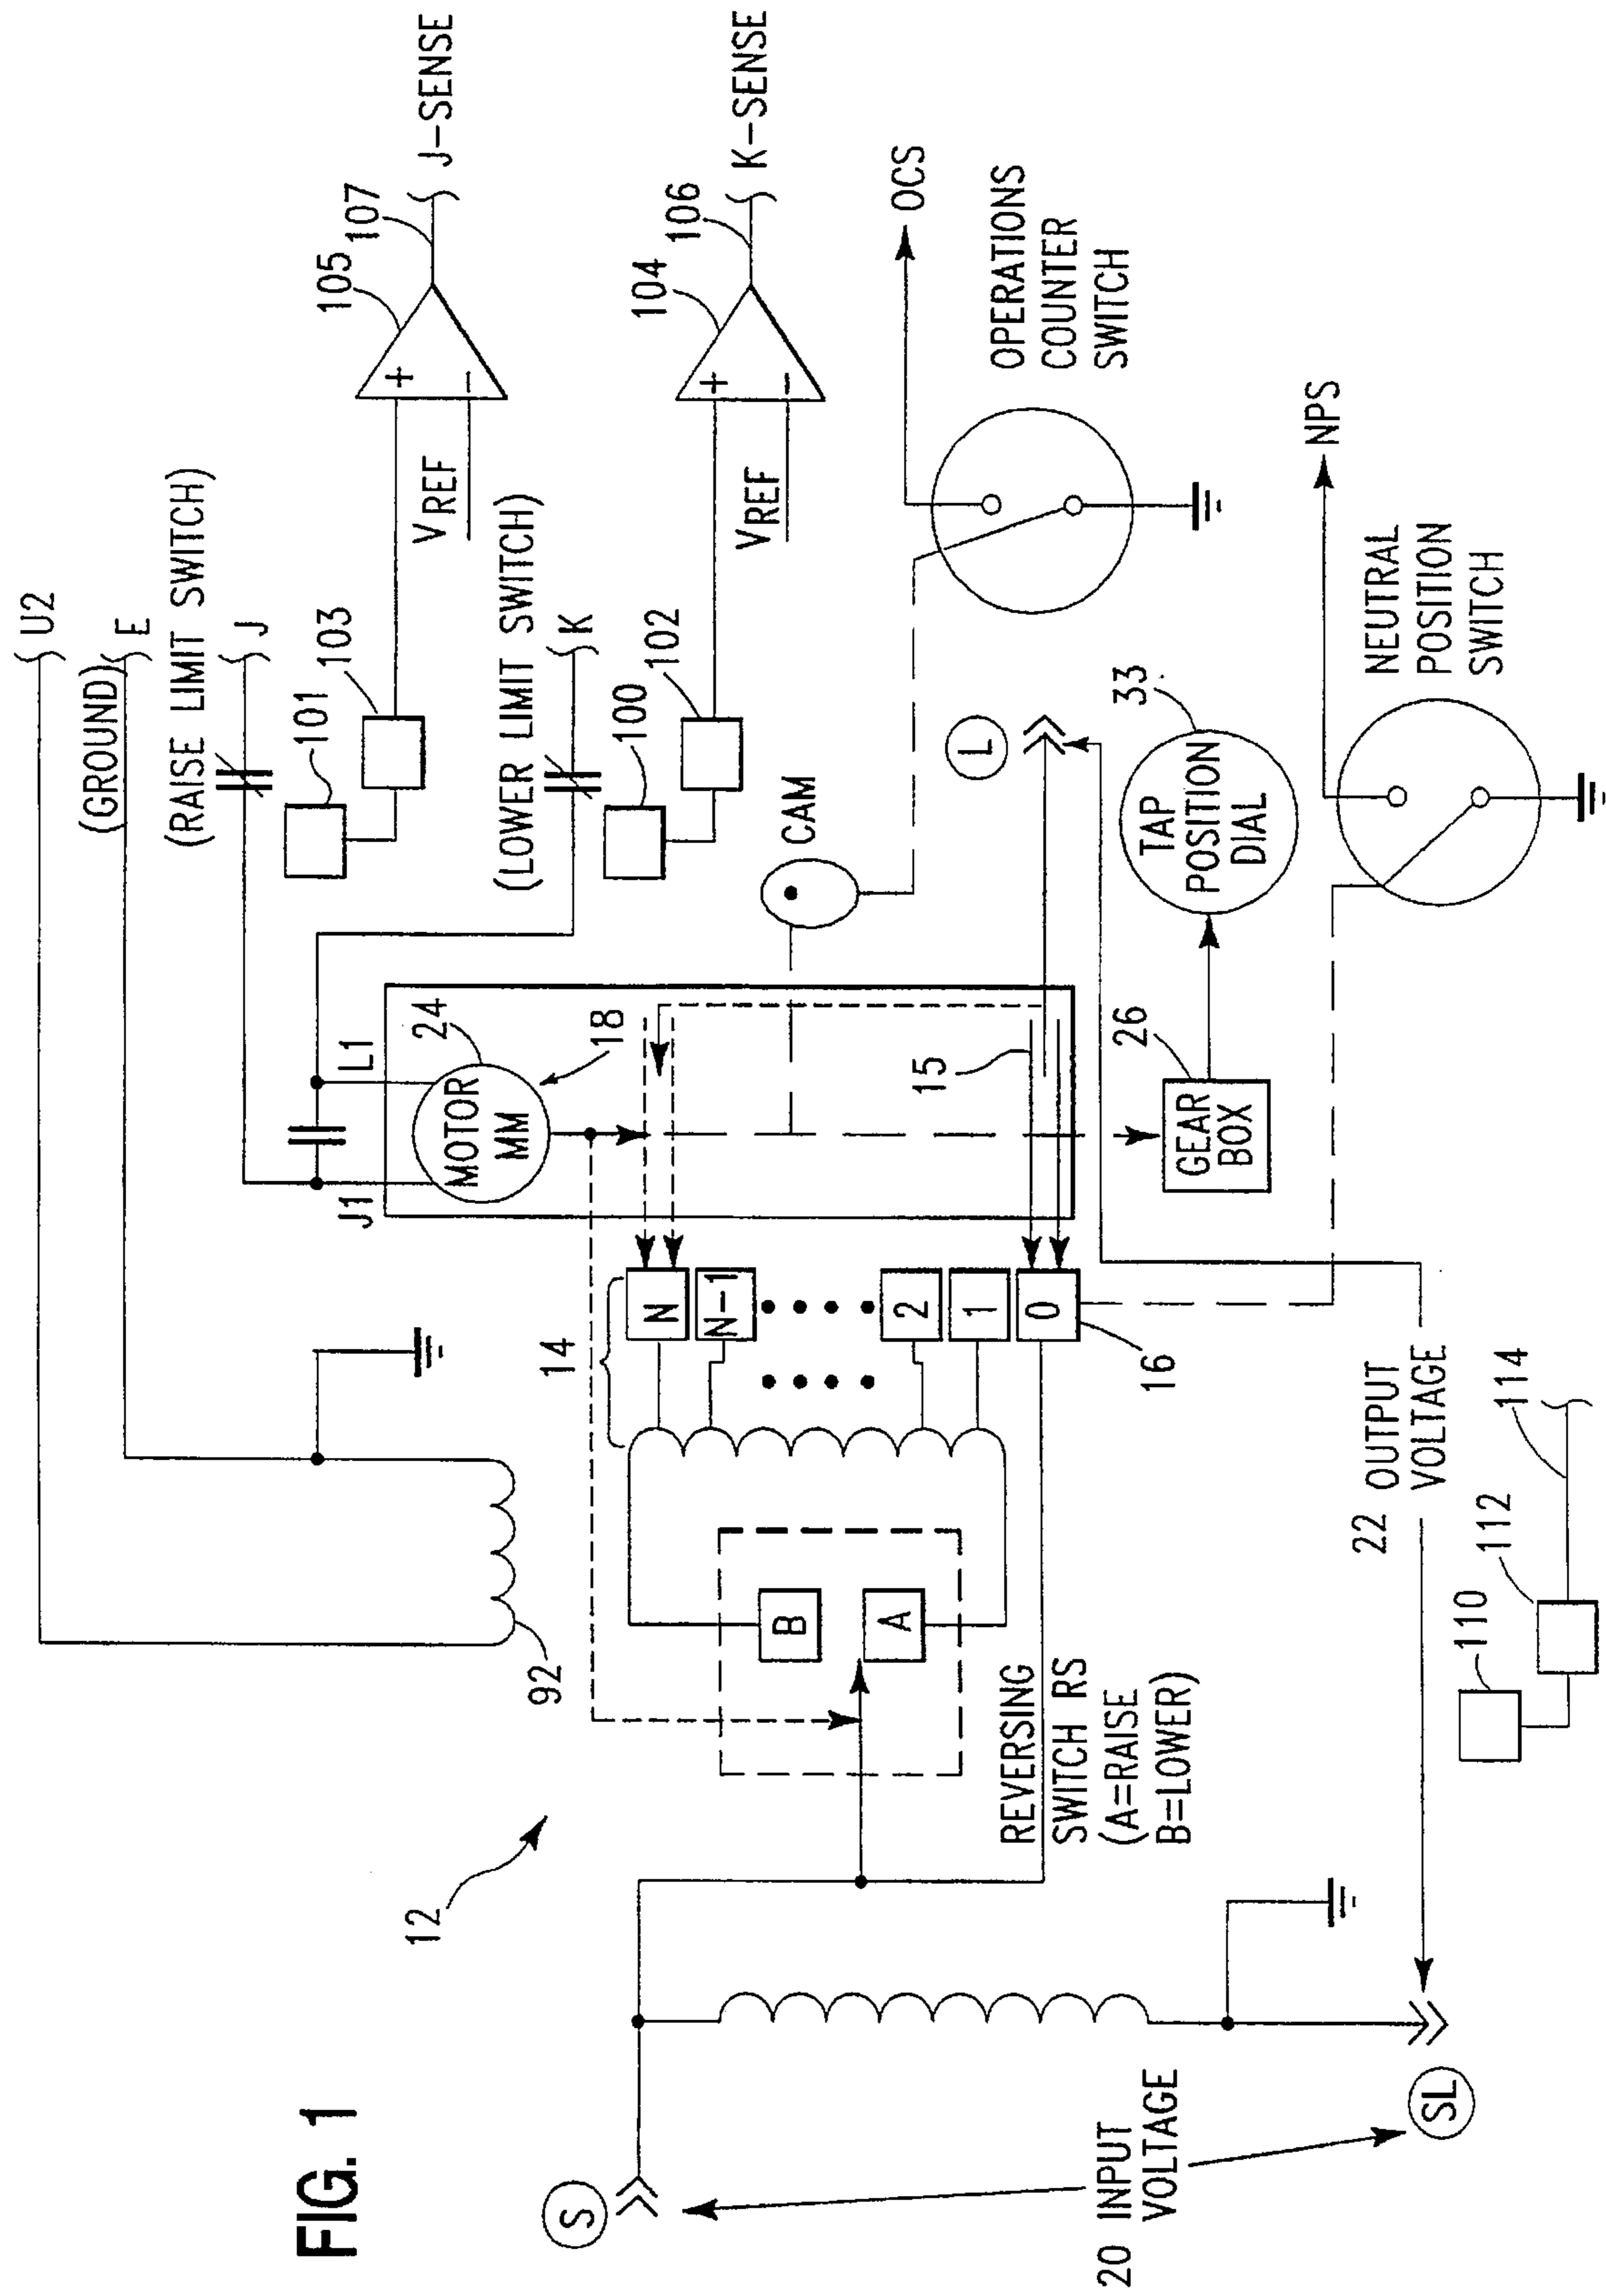 U2
E
(GROUND)
J
(RAISE LIMIT SWITCH)
101
103
105
107
J-SENSE
+
-
VREF
K
(LOWER LIMIT SWITCH)
100
102
104
106
K-SENSE
+
-
VREF
J1
L1
MOTOR
MM
24
18
CAM
OCS
OPERATIONS
COUNTER
SWITCH
92
12
14
N
N-1
2
1
0
16
15
B
A
REVERSING
SWITCH RS
(A=RAISE
B=LOWER)
L
26
GEAR
BOX
33
TAP
POSITION
DIAL
NPS
NEUTRAL
POSITION
SWITCH
S
20 INPUT
VOLTAGE
SL
22 OUTPUT
VOLTAGE
110
112
114
FIG. 1